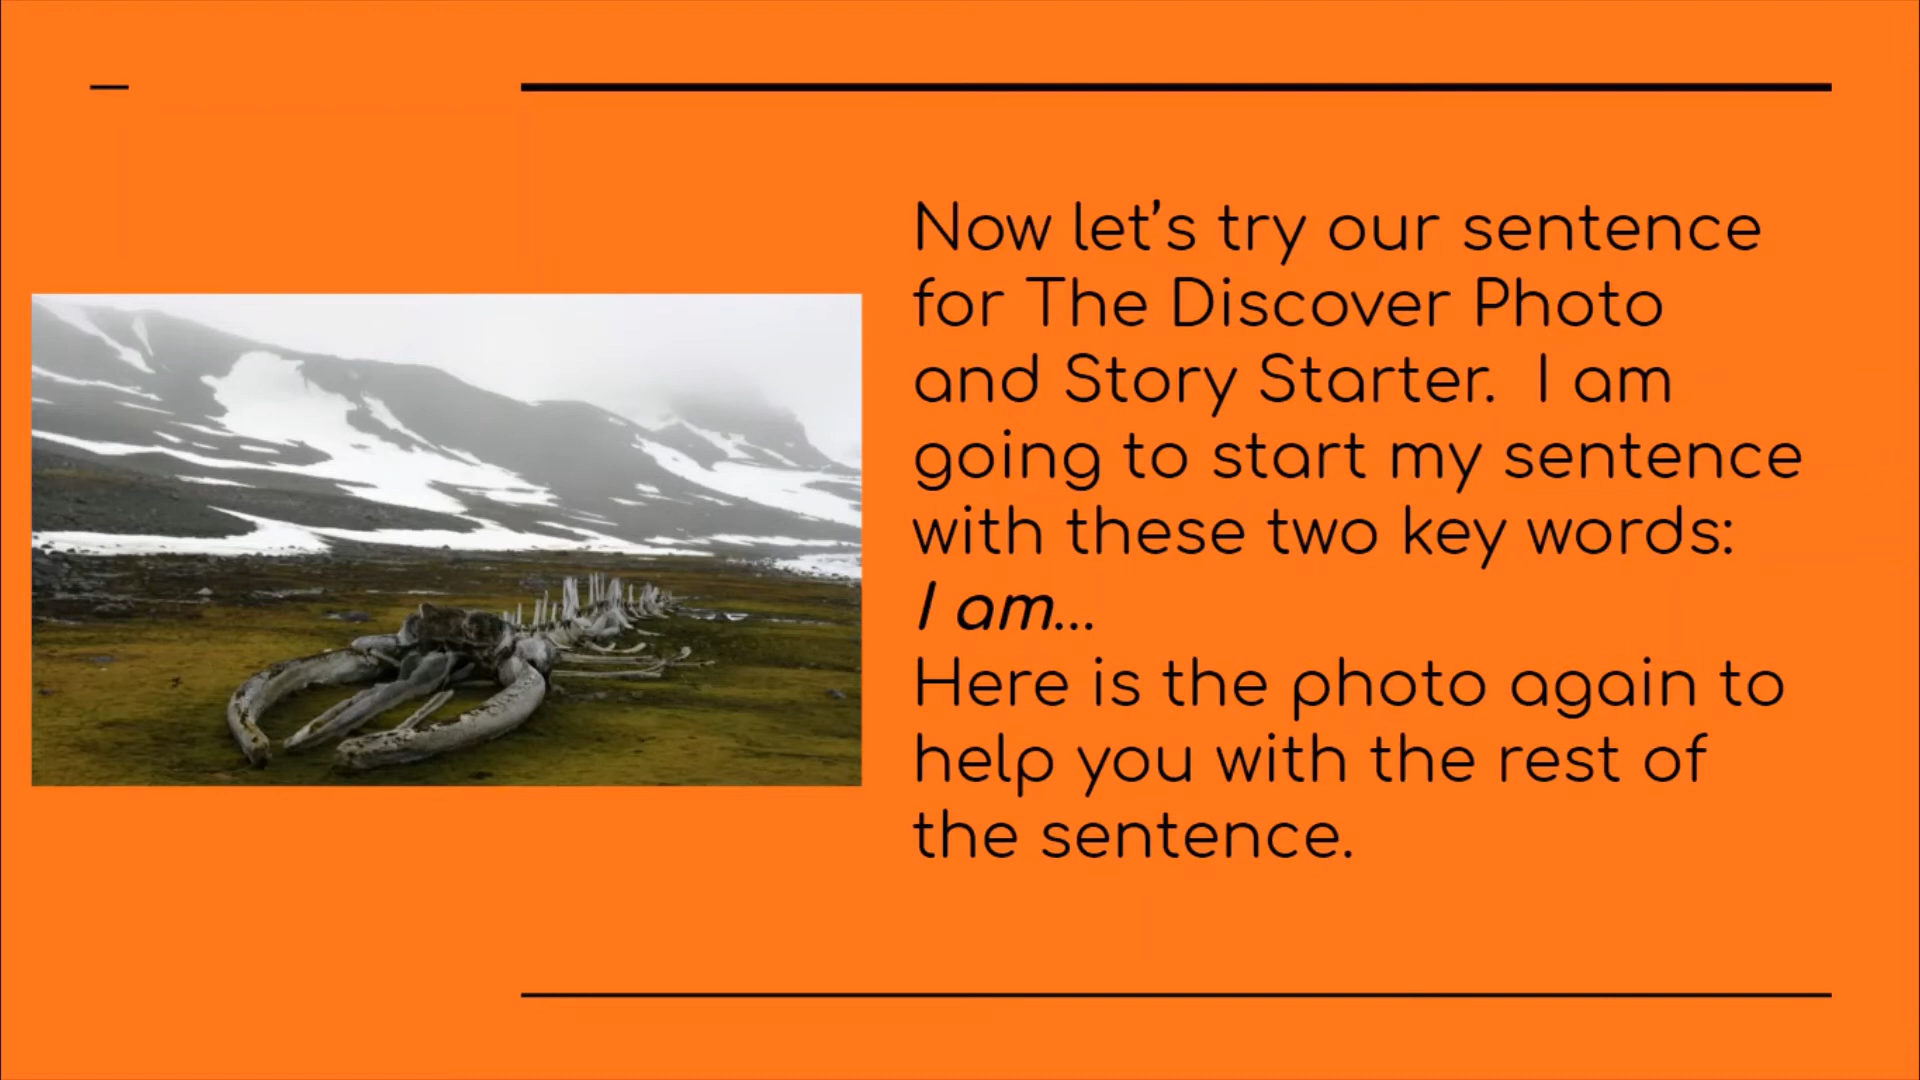 Now let’s try our sentence
for The Discover Photo
and Story Starter.  I am
going to start my sentence
with these two key words:
I am...
Here is the photo again to
help you with the rest of
the sentence.